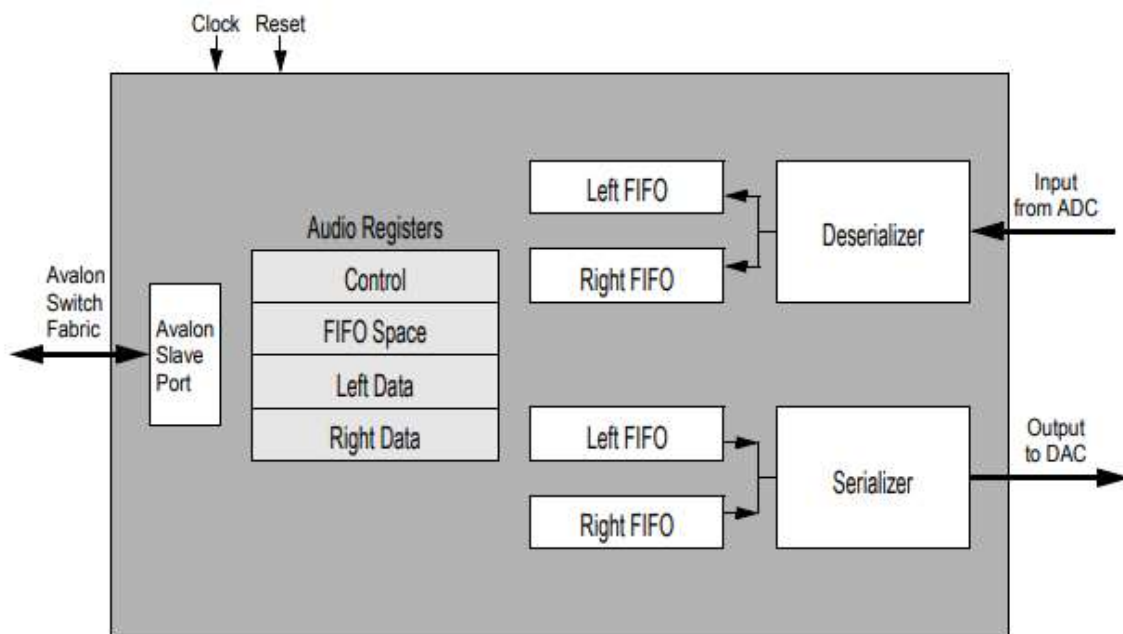 Clock Reset
Avalon
Switch
Fabric
Avalon
Slave
Port
Audio Registers
Control
FIFO Space
Left Data
Right Data
Left FIFO
Right FIFO
Deserializer
Input
from ADC
Left FIFO
Right FIFO
Serializer
Output
to DAC